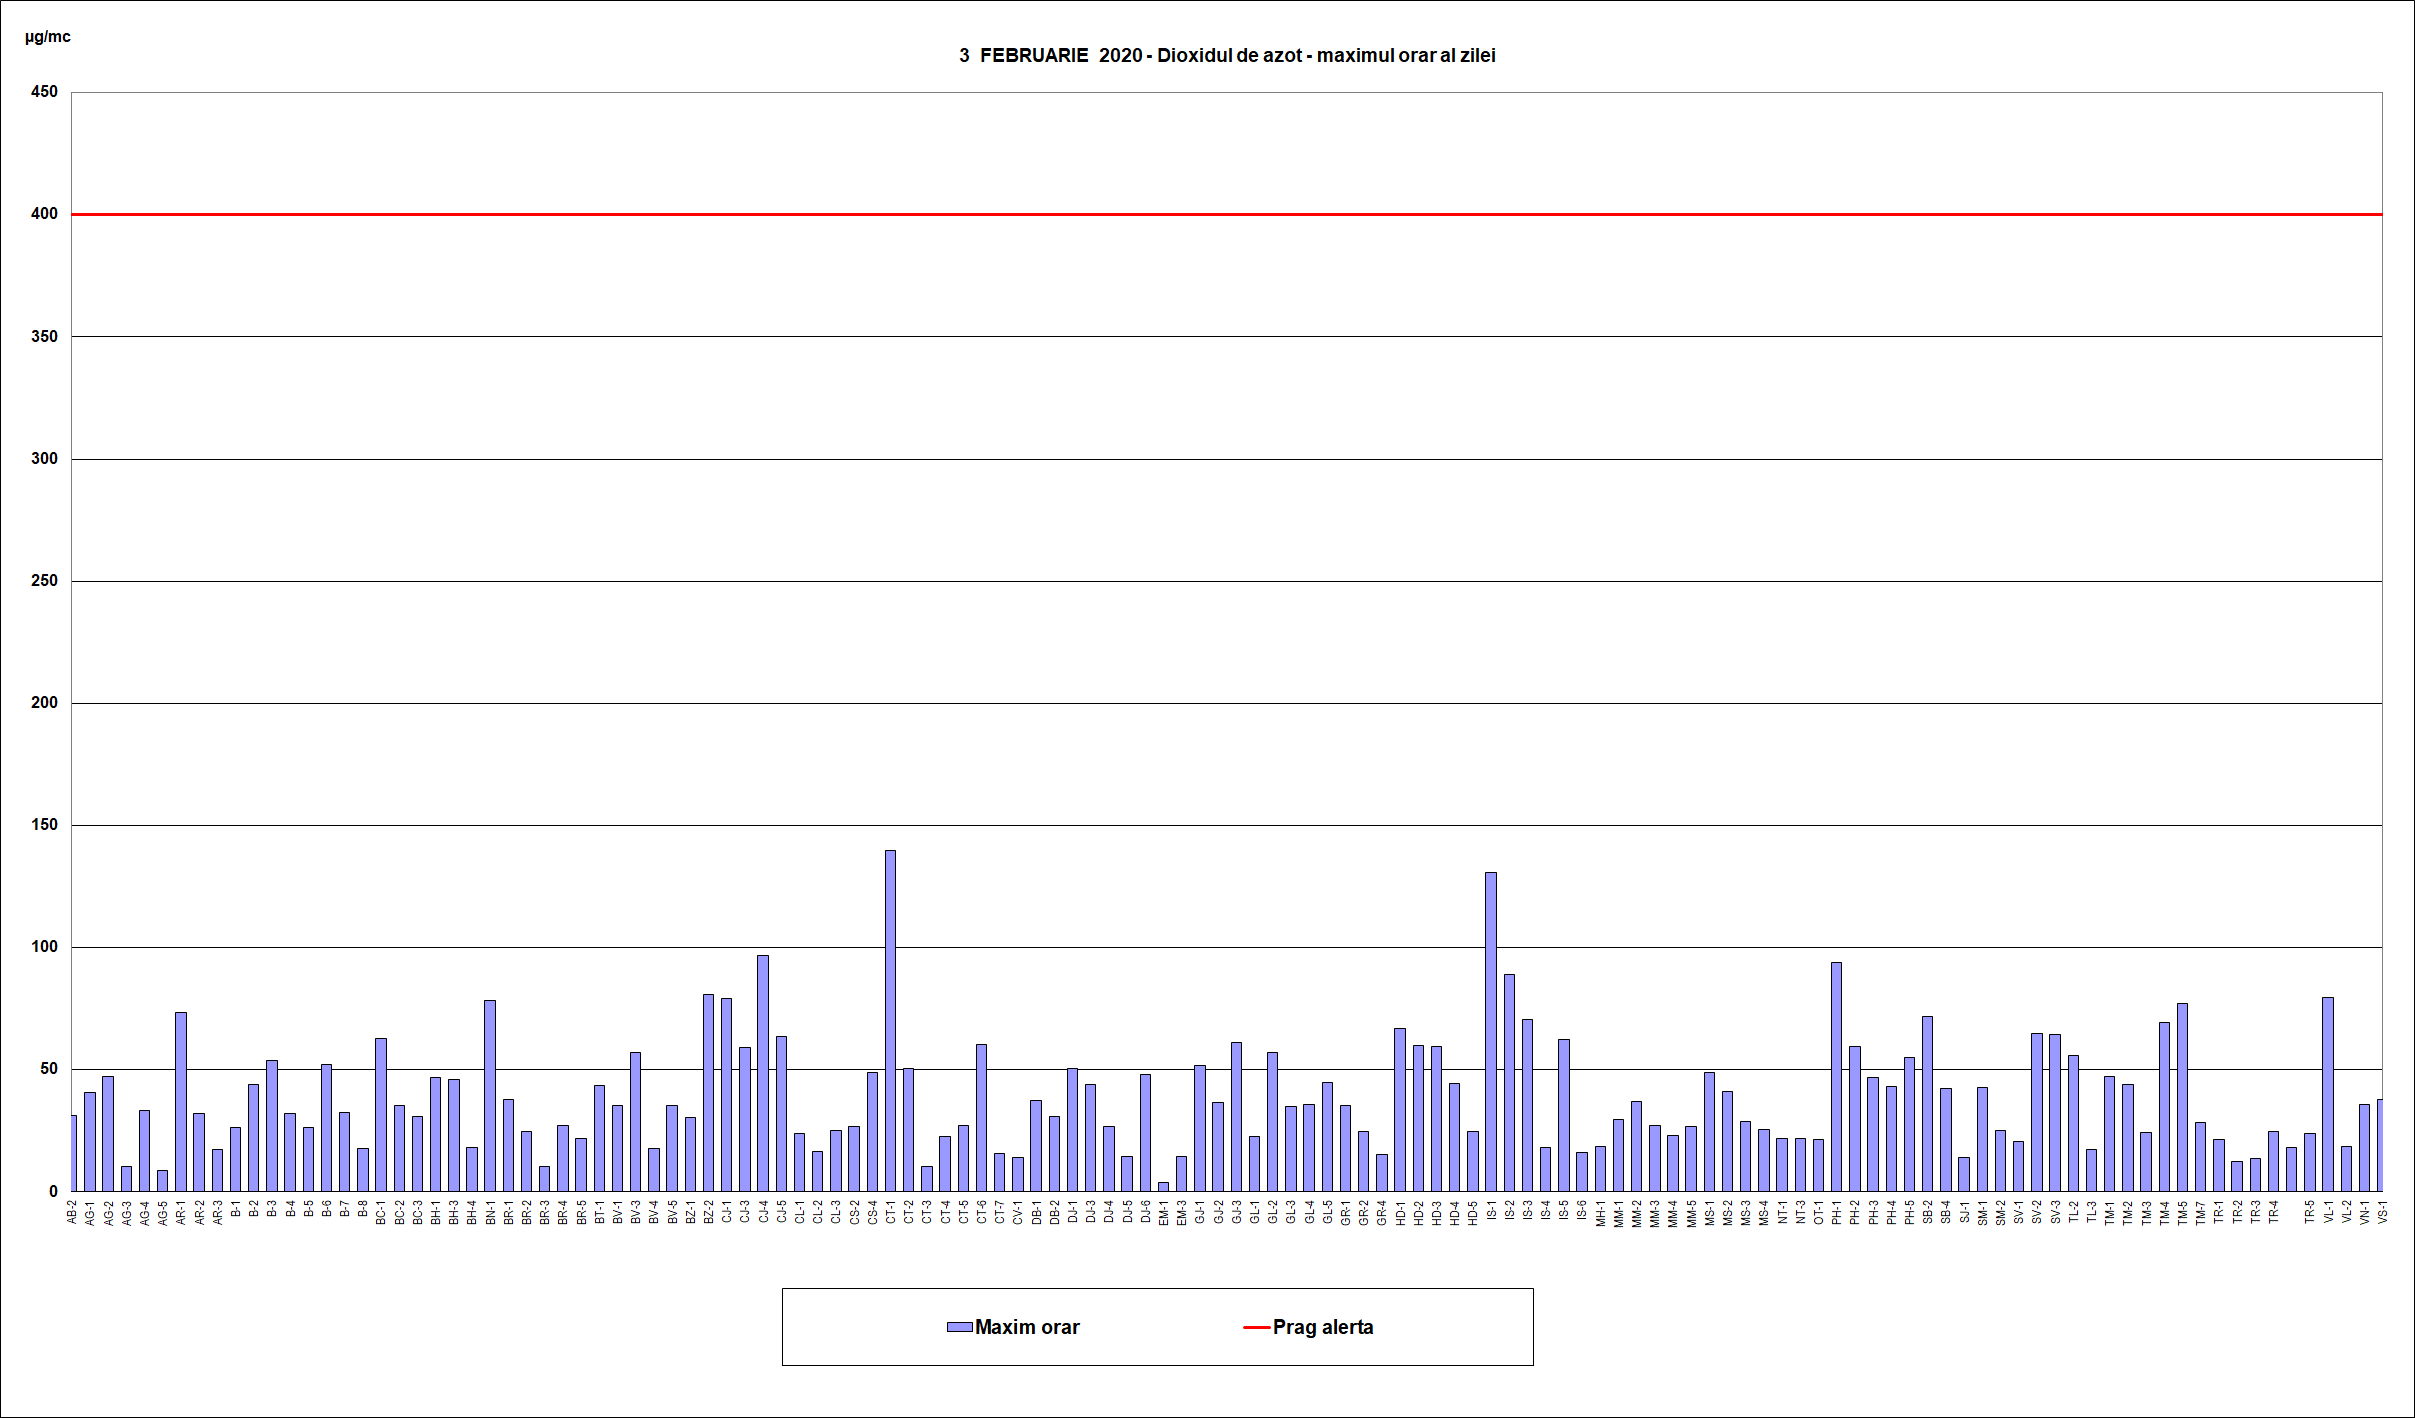 µg/mc
3 FEBRUARIE 2020 - Dioxidul de azot - maximul orar al zilei
450
400
350
300
250
200
150
100
50
0
AB-2 AG-1 AG-2 AG-3 AG-4 AG-5 AR-1 AR-2 AR-3 B-1 B-2 B-3 B-4 B-5 B-6 B-7 B-8 BC-1 BC-2 BC-3 BH-1 BH-3 BH-4 BN-1 BR-1 BR-2 BR-3 BR-4 BR-5 BT-1 BV-1 BV-3 BV-4 BV-5 BZ-1 BZ-2 CJ-1 CJ-3 CJ-4 CJ-5 CL-1 CL-2 CL-3 CS-2 CS-4 CT-1 CT-2 CT-3 CT-4 CT-5 CT-6 CT-7 CV-1 DB-1 DB-2 DJ-1 DJ-3 DJ-4 DJ-5 DJ-6 EM-1 EM-3 GJ-1 GJ-2 GJ-3 GL-1 GL-2 GL-3 GL-4 GL-5 GR-1 GR-2 GR-4 HD-1 HD-2 HD-3 HD-4 HD-5 IS-1 IS-2 IS-3 IS-4 IS-5 IS-6 MH-1 MM-1 MM-2 MM-3 MM-4 MM-5 MS-1 MS-2 MS-3 MS-4 NT-1 NT-3 OT-1 PH-1 PH-2 PH-3 PH-4 PH-5 SB-2 SB-4 SJ-1 SM-1 SM-2 SV-1 SV-2 SV-3 TL-2 TL-3 TM-1 TM-2 TM-3 TM-4 TM-5 TM-7 TR-1 TR-2 TR-3 TR-4 TR-5 VL-1 VL-2 VN-1 VS-1
Maxim orar Prag alerta